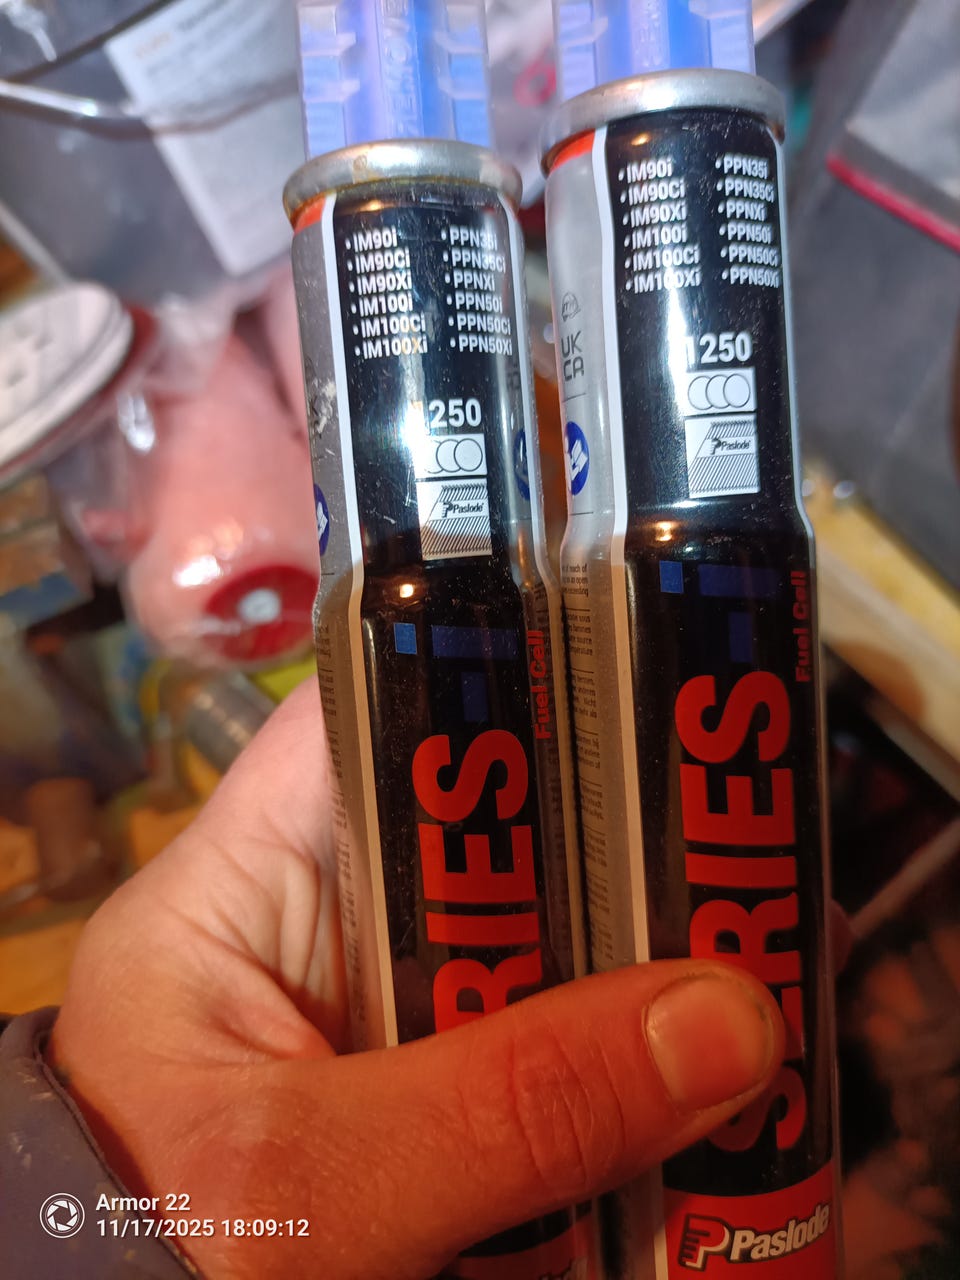 • IM90i
• IM90Ci
• IM90Xi
• IM100i
• IM100Ci
• IM100Xi
• PPN35i
• PPN35Ci
• PPNXi
• PPN50i
• PPN50Ci
• PPN50Xi
1250
Paslode
i
SERIES
Fuel Cell
• IM90i
• IM90Ci
• IM90Xi
• IM100i
• IM100Ci
• IM100Xi
• PPN35i
• PPN35Ci
• PPNXi
• PPN50i
• PPN50Ci
• PPN50Xi
UK
CA
1250
Paslode
i
SERIES
Fuel Cell
Paslode
Armor 22
11/17/2025 18:09:12